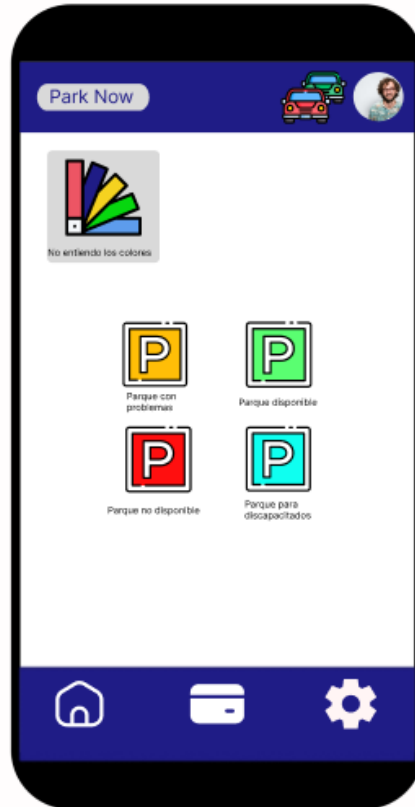 Park Now
No entiendo los colores
P
P
Parque con
problemas
Parque disponible
P
P
Parque no disponible
Parque para
discapacitados